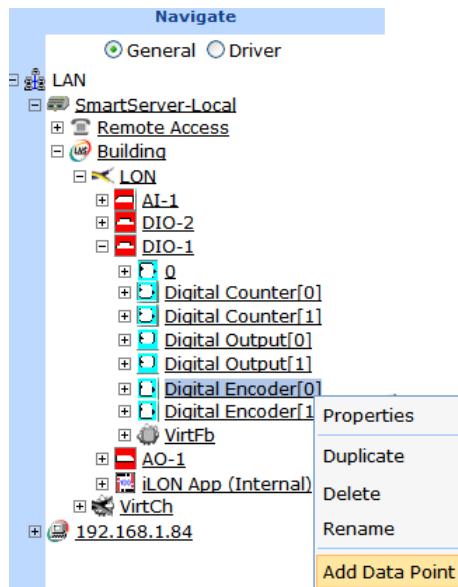 Navigate
General Driver
LAN
SmartServer-Local
Remote Access
Building
LON
AI-1
DIO-2
DIO-1
0
Digital Counter[0]
Digital Counter[1]
Digital Output[0]
Digital Output[1]
Digital Encoder[0]
Digital Encoder[1
Properties
VirtFb
Duplicate
AO-1
iLON App (Internal)
Delete
VirtCh
Rename
192.168.1.84
Add Data Point